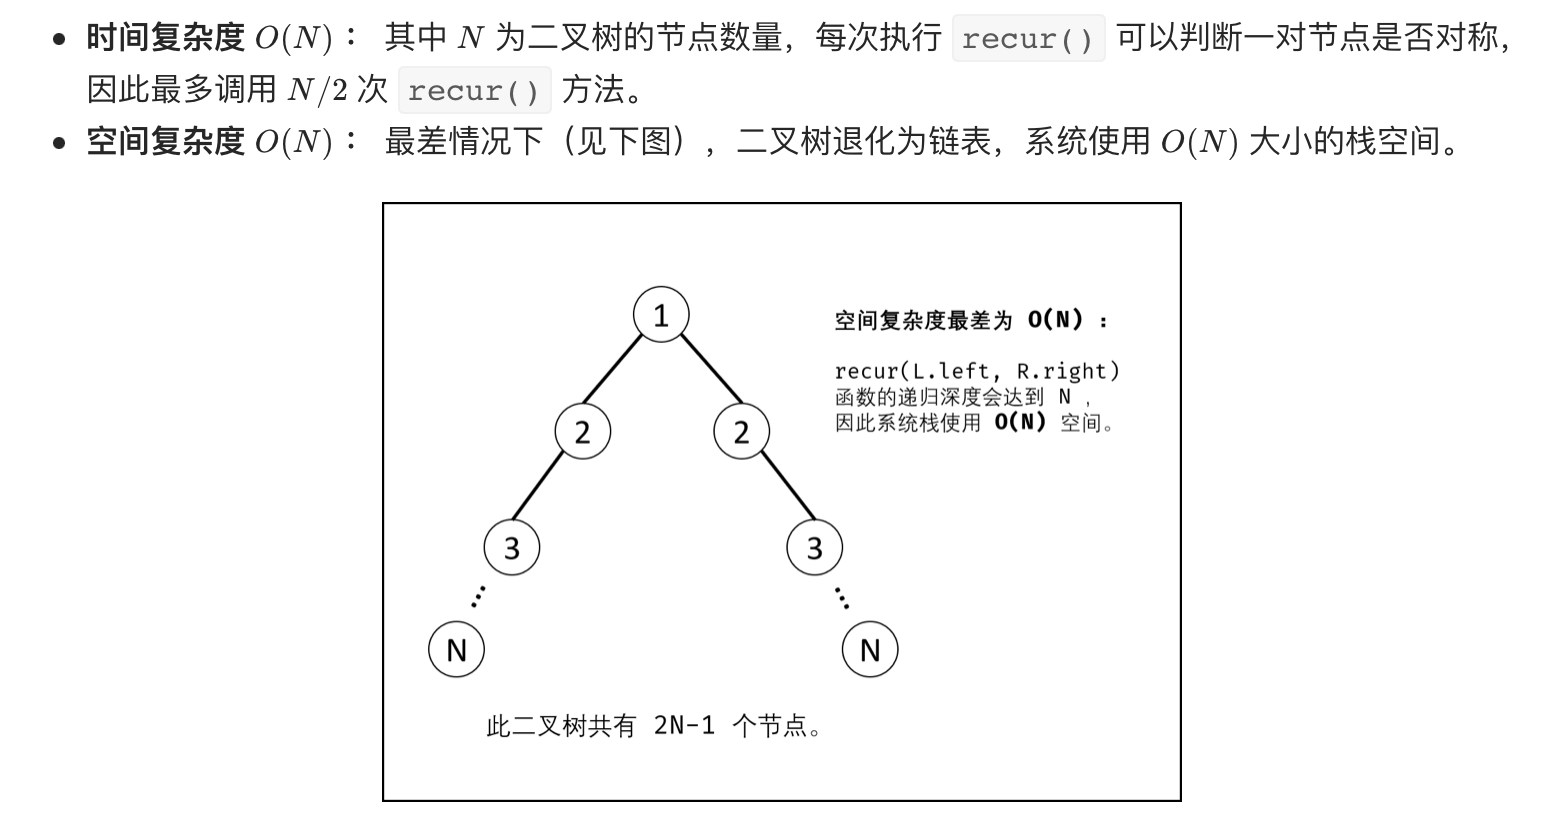 时间复杂度 O(N)： 其中 N 为二叉树的节点数量，每次执行 recur() 可以判断一对节点是否对称，
因此最多调用 N/2 次 recur() 方法。
空间复杂度 O(N)： 最差情况下（见下图），二叉树退化为链表，系统使用 O(N) 大小的栈空间。
1
空间复杂度最差为 O(N) :
recur(L.left, R.right)
函数的递归深度会达到 N ,
因此系统栈使用 O(N) 空间。
2 2
3 3
N N
此二叉树共有 2N-1 个节点。